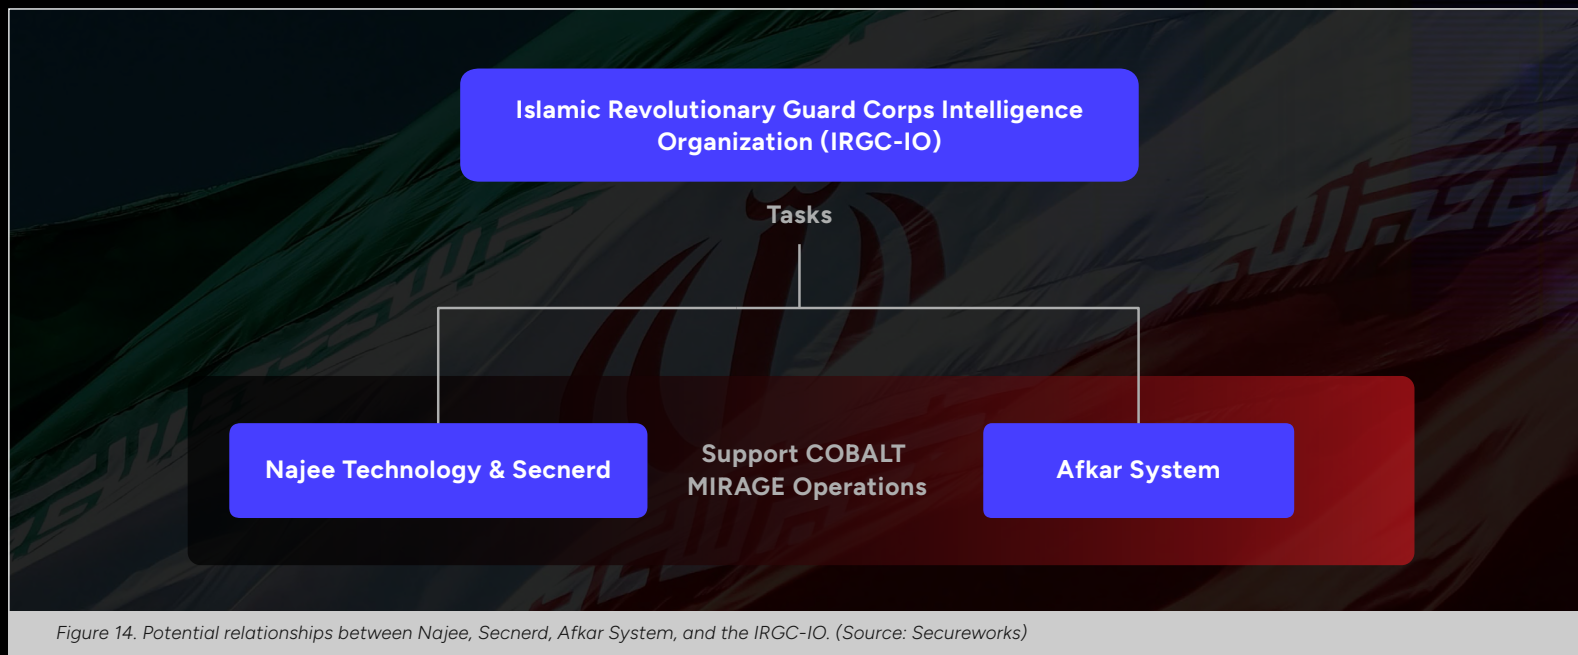 Islamic Revolutionary Guard Corps Intelligence
Organization (IRGC-IO)
Tasks
Najee Technology & Secnerd
Support COBALT
MIRAGE Operations
Afkar System
Figure 14. Potential relationships between Najee, Secnerd, Afkar System, and the IRGC-IO. (Source: Secureworks)